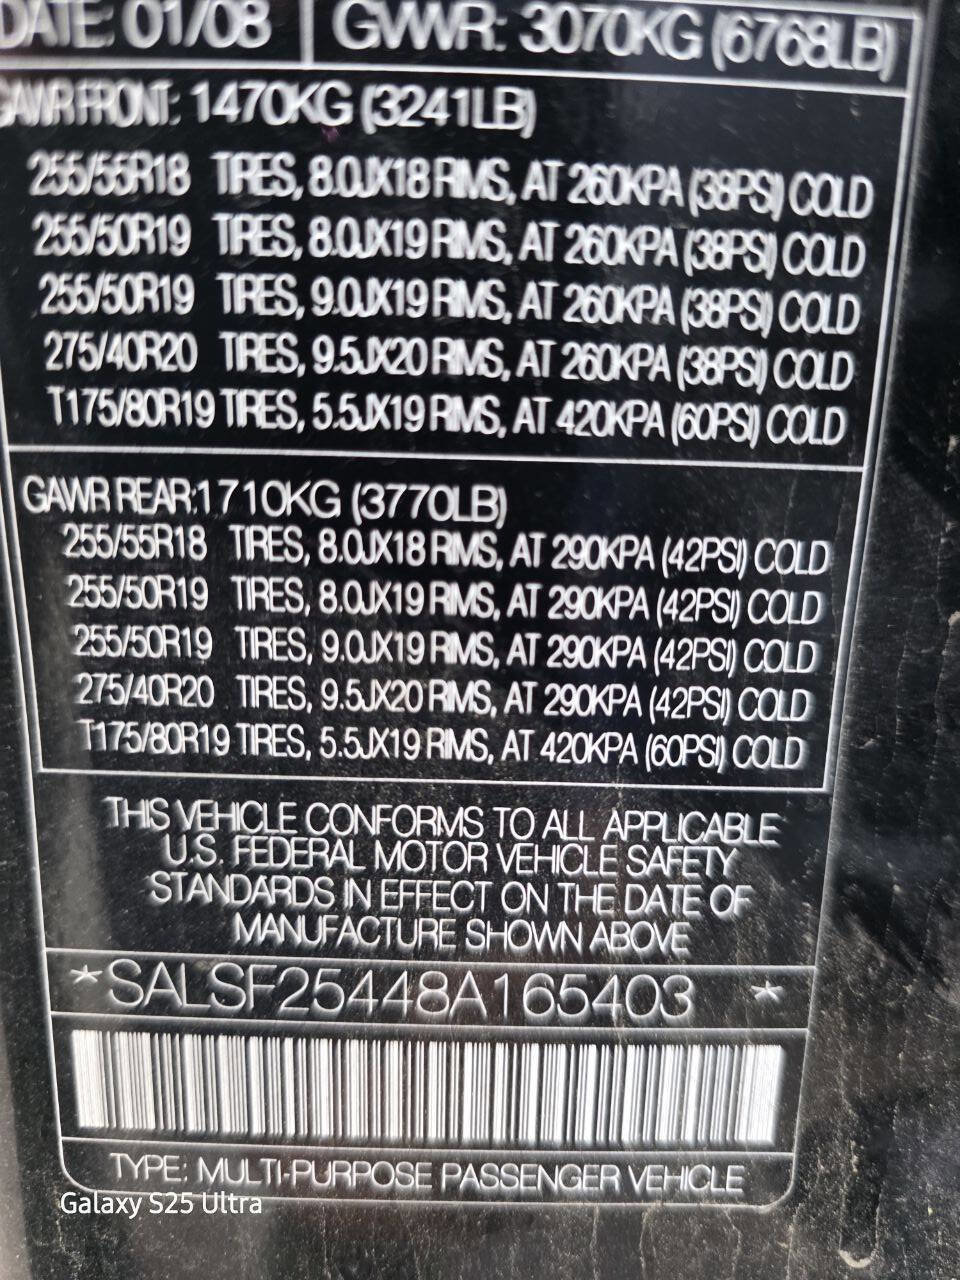 DATE: 01/08 GVWR: 3070KG (6768LB)
GAWR FRONT: 1470KG (3241LB)
255/55R18 TIRES, 8.0JX18 RIMS, AT 260KPA (38PSI) COLD
255/50R19 TIRES, 8.0JX19 RIMS, AT 260KPA (38PSI) COLD
255/50R19 TIRES, 9.0JX19 RIMS, AT 260KPA (38PSI) COLD
275/40R20 TIRES, 9.5JX20 RIMS, AT 260KPA (38PSI) COLD
T175/80R19 TIRES, 5.5JX19 RIMS, AT 420KPA (60PSI) COLD
GAWR REAR:1710KG (3770LB)
255/55R18 TIRES, 8.0JX18 RIMS, AT 290KPA (42PSI) COLD
255/50R19 TIRES, 8.0JX19 RIMS, AT 290KPA (42PSI) COLD
255/50R19 TIRES, 9.0JX19 RIMS, AT 290KPA (42PSI) COLD
275/40R20 TIRES, 9.5JX20 RIMS, AT 290KPA (42PSI) COLD
T175/80R19 TIRES, 5.5JX19 RIMS, AT 420KPA (60PSI) COLD
THIS VEHICLE CONFORMS TO ALL APPLICABLE
U.S. FEDERAL MOTOR VEHICLE SAFETY
STANDARDS IN EFFECT ON THE DATE OF
MANUFACTURE SHOWN ABOVE
*SALSF25448A165403 *
TYPE: MULTI-PURPOSE PASSENGER VEHICLE
Galaxy S25 Ultra